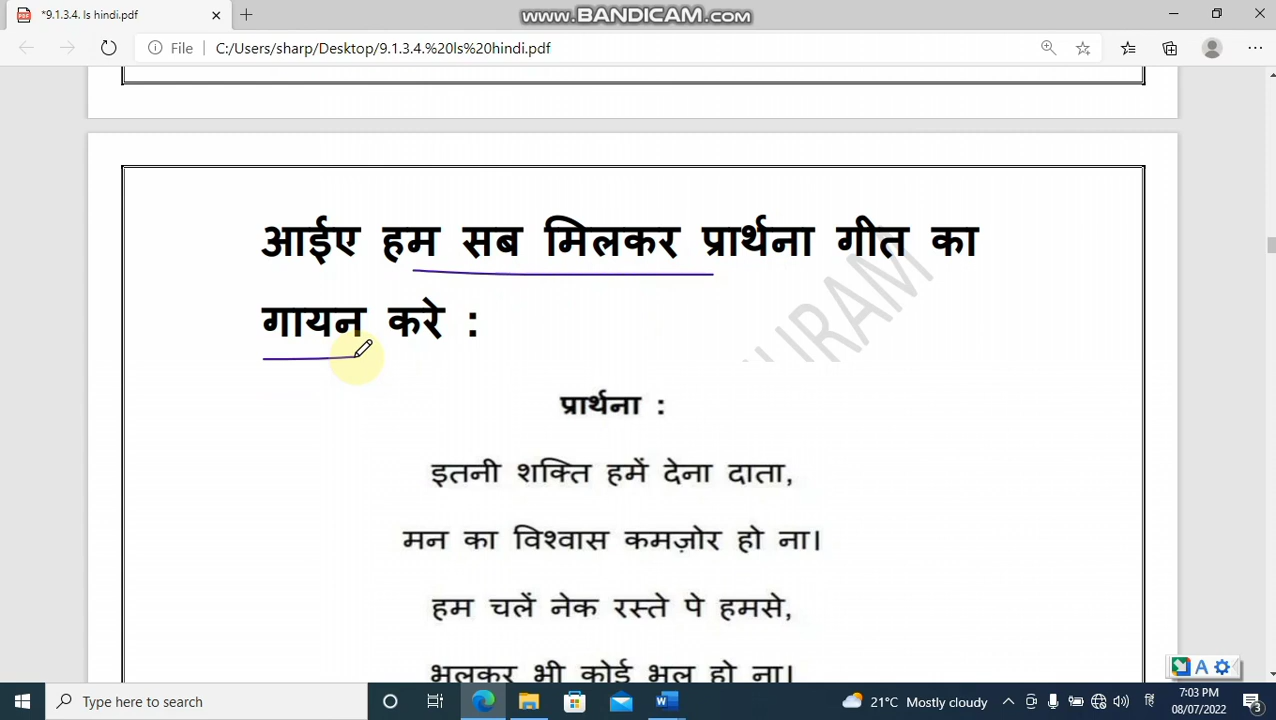 *9.1.3.4. ls hindi.pdf
www.BANDICAM.com
File
C:/Users/sharp/Desktop/9.1.3.4.%20ls%20hindi.pdf
आईए हम सब मिलकर प्रार्थना गीत का
गायन करे :
प्रार्थना :
इतनी शक्ति हमें देना दाता,
मन का विश्वास कमज़ोर हो ना।
हम चलें नेक रस्ते पे हमसे,
भूलकर भी कोई भूल हो ना।
Type here to search
21°C Mostly cloudy
हिं
7:03 PM
08/07/2022
3